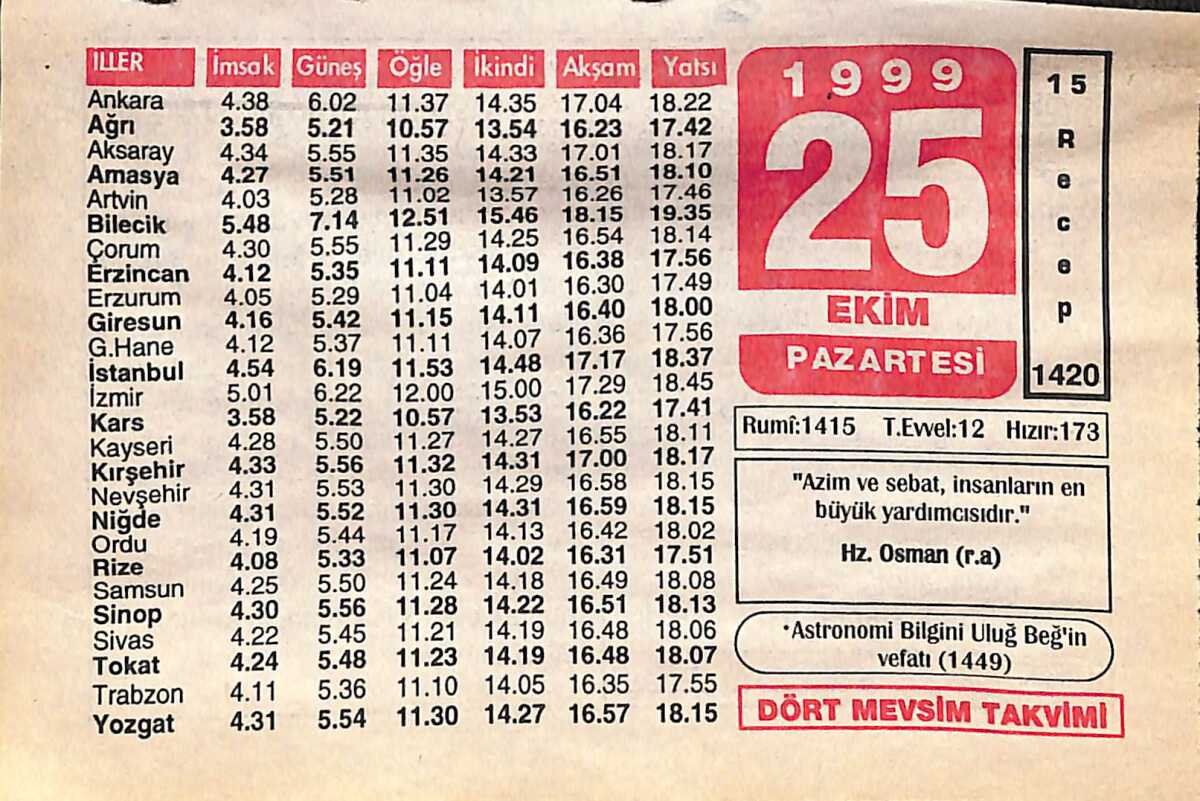 İLLER İmsak Güneş Öğle İkindi Akşam Yatsı
Ankara 4.38 6.02 11.37 14.35 17.04 18.22
Ağrı 3.58 5.21 10.57 13.54 16.23 17.42
Aksaray 4.34 5.55 11.35 14.33 17.01 18.17
Amasya 4.27 5.51 11.26 14.21 16.51 18.10
Artvin 4.03 5.28 11.02 13.57 16.26 17.46
Bilecik 5.48 7.14 12.51 15.46 18.15 19.35
Çorum 4.30 5.55 11.29 14.25 16.54 18.14
Erzincan 4.12 5.35 11.11 14.09 16.38 17.56
Erzurum 4.05 5.29 11.04 14.01 16.30 17.49
Giresun 4.16 5.42 11.15 14.11 16.40 18.00
G.Hane 4.12 5.37 11.11 14.07 16.36 17.56
İstanbul 4.54 6.19 11.53 14.48 17.17 18.37
İzmir 5.01 6.22 12.00 15.00 17.29 18.45
Kars 3.58 5.22 10.57 13.53 16.22 17.41
Kayseri 4.28 5.50 11.27 14.27 16.55 18.11
Kırşehir 4.33 5.56 11.32 14.31 17.00 18.17
Nevşehir 4.31 5.53 11.30 14.29 16.58 18.15
Niğde 4.31 5.52 11.30 14.31 16.59 18.15
Ordu 4.19 5.44 11.17 14.13 16.42 18.02
Rize 4.08 5.33 11.07 14.02 16.31 17.51
Samsun 4.25 5.50 11.24 14.18 16.49 18.08
Sinop 4.30 5.56 11.28 14.22 16.51 18.13
Sivas 4.22 5.45 11.21 14.19 16.48 18.06
Tokat 4.24 5.48 11.23 14.19 16.48 18.07
Trabzon 4.11 5.36 11.10 14.05 16.35 17.55
Yozgat 4.31 5.54 11.30 14.27 16.57 18.15
1999
25
EKİM
PAZARTESİ
15
Recep
1420
Rumî:1415 T.Evvel:12 Hızır:173
"Azim ve sebat, insanların en
büyük yardımcısıdır."
Hz. Osman (r.a)
•Astronomi Bilgini Uluğ Beğ'in
vefatı (1449)
DÖRT MEVSİM TAKVİMİ